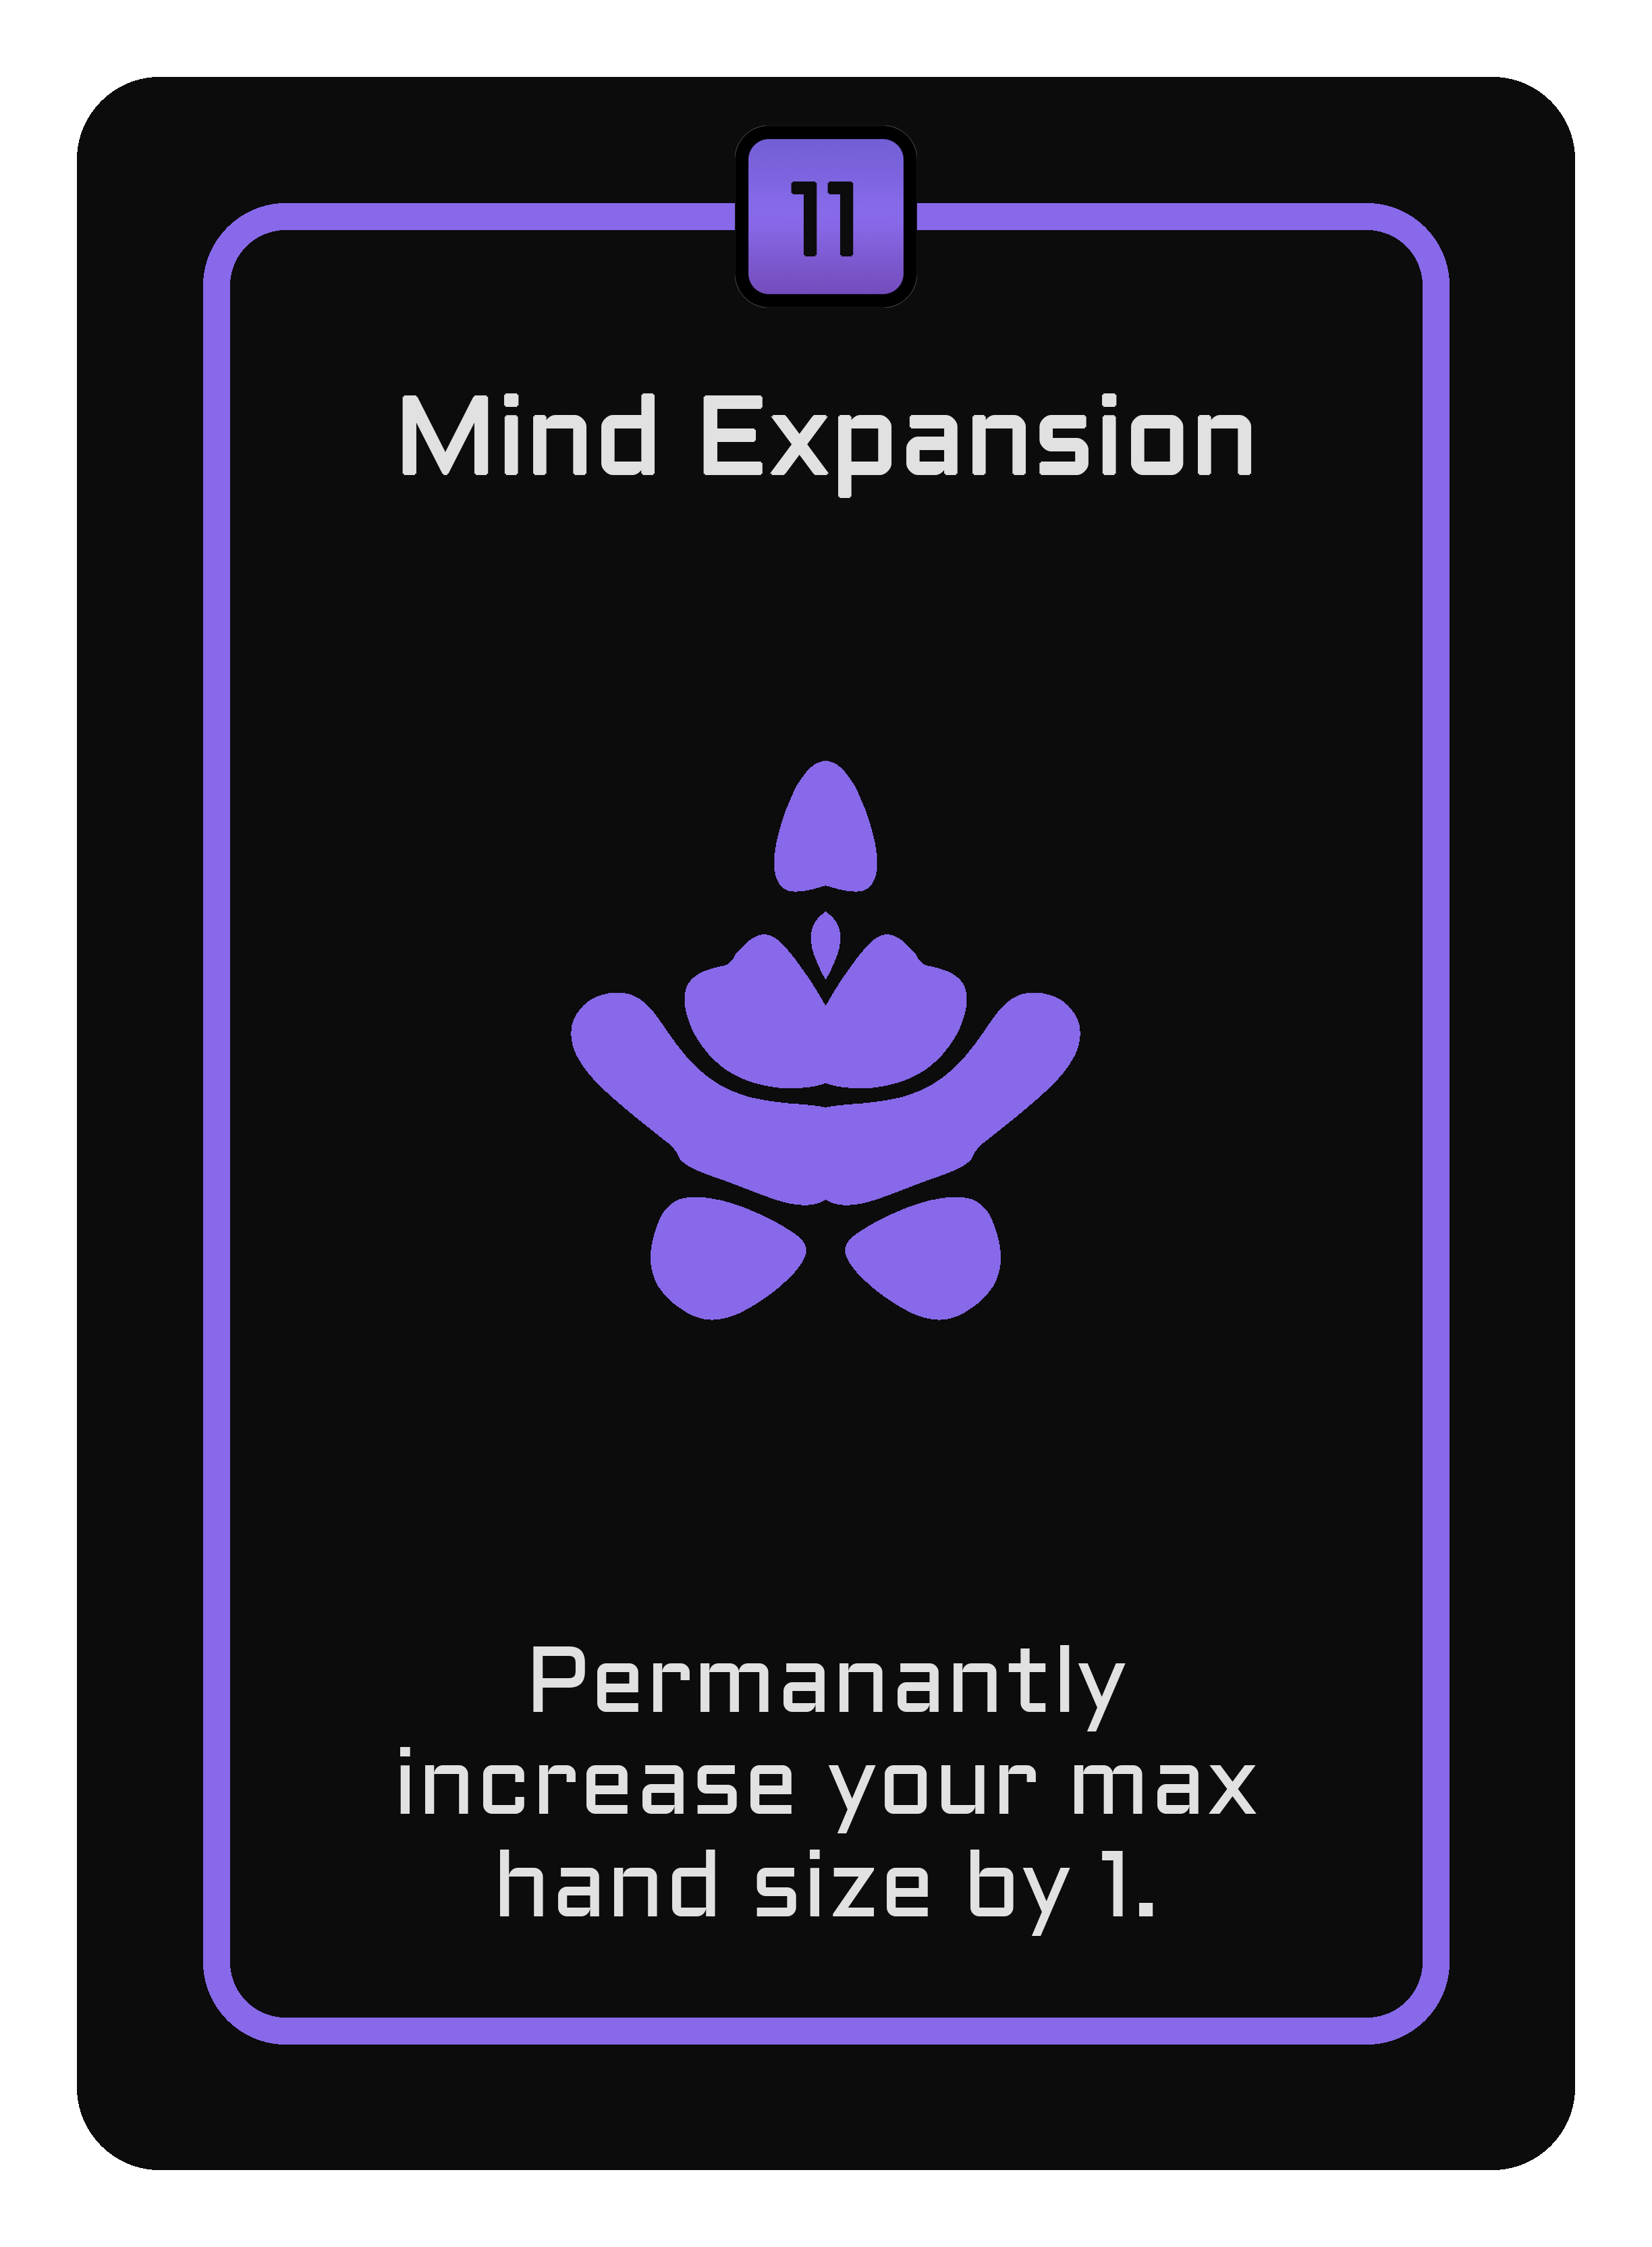 11
Mind Expansion
Permanantly
increase your max
hand size by 1.